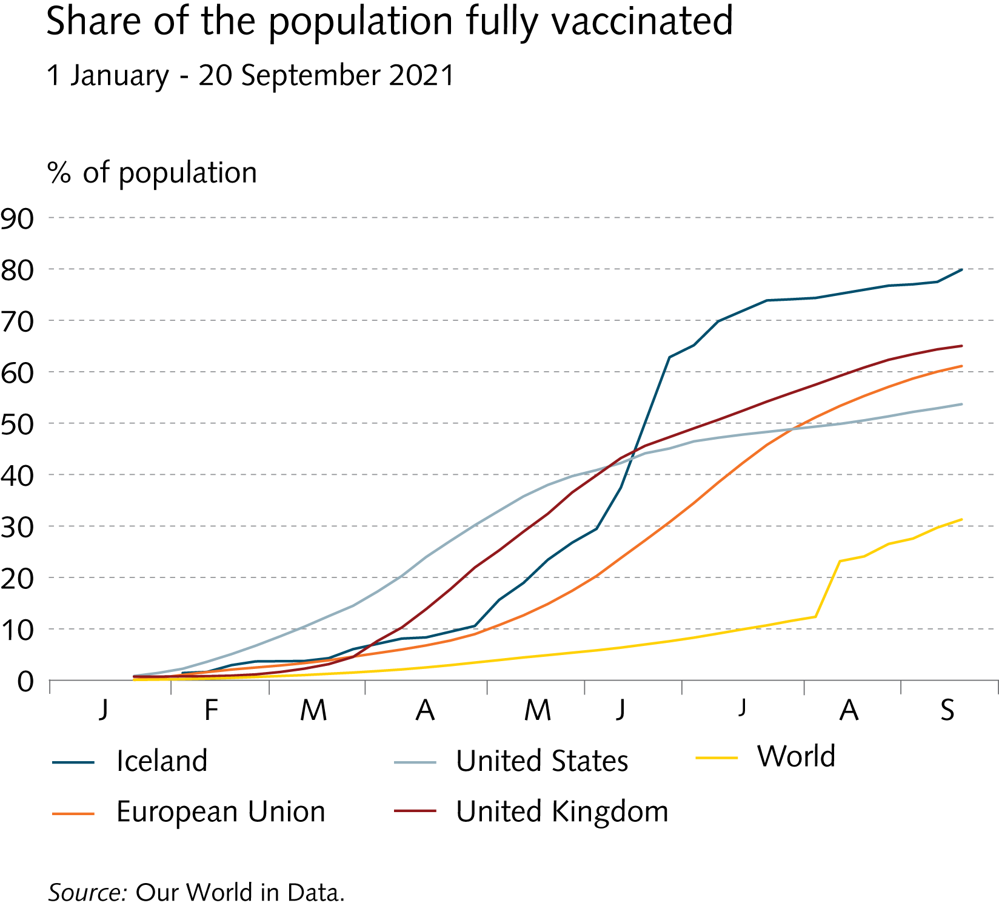 Share of the population fully vaccinated
1 January - 20 September 2021
% of population
90
80
70
60
50
40
30
20
10
0
J F M A M J J A S
Iceland United States World
European Union United Kingdom
Source: Our World in Data.